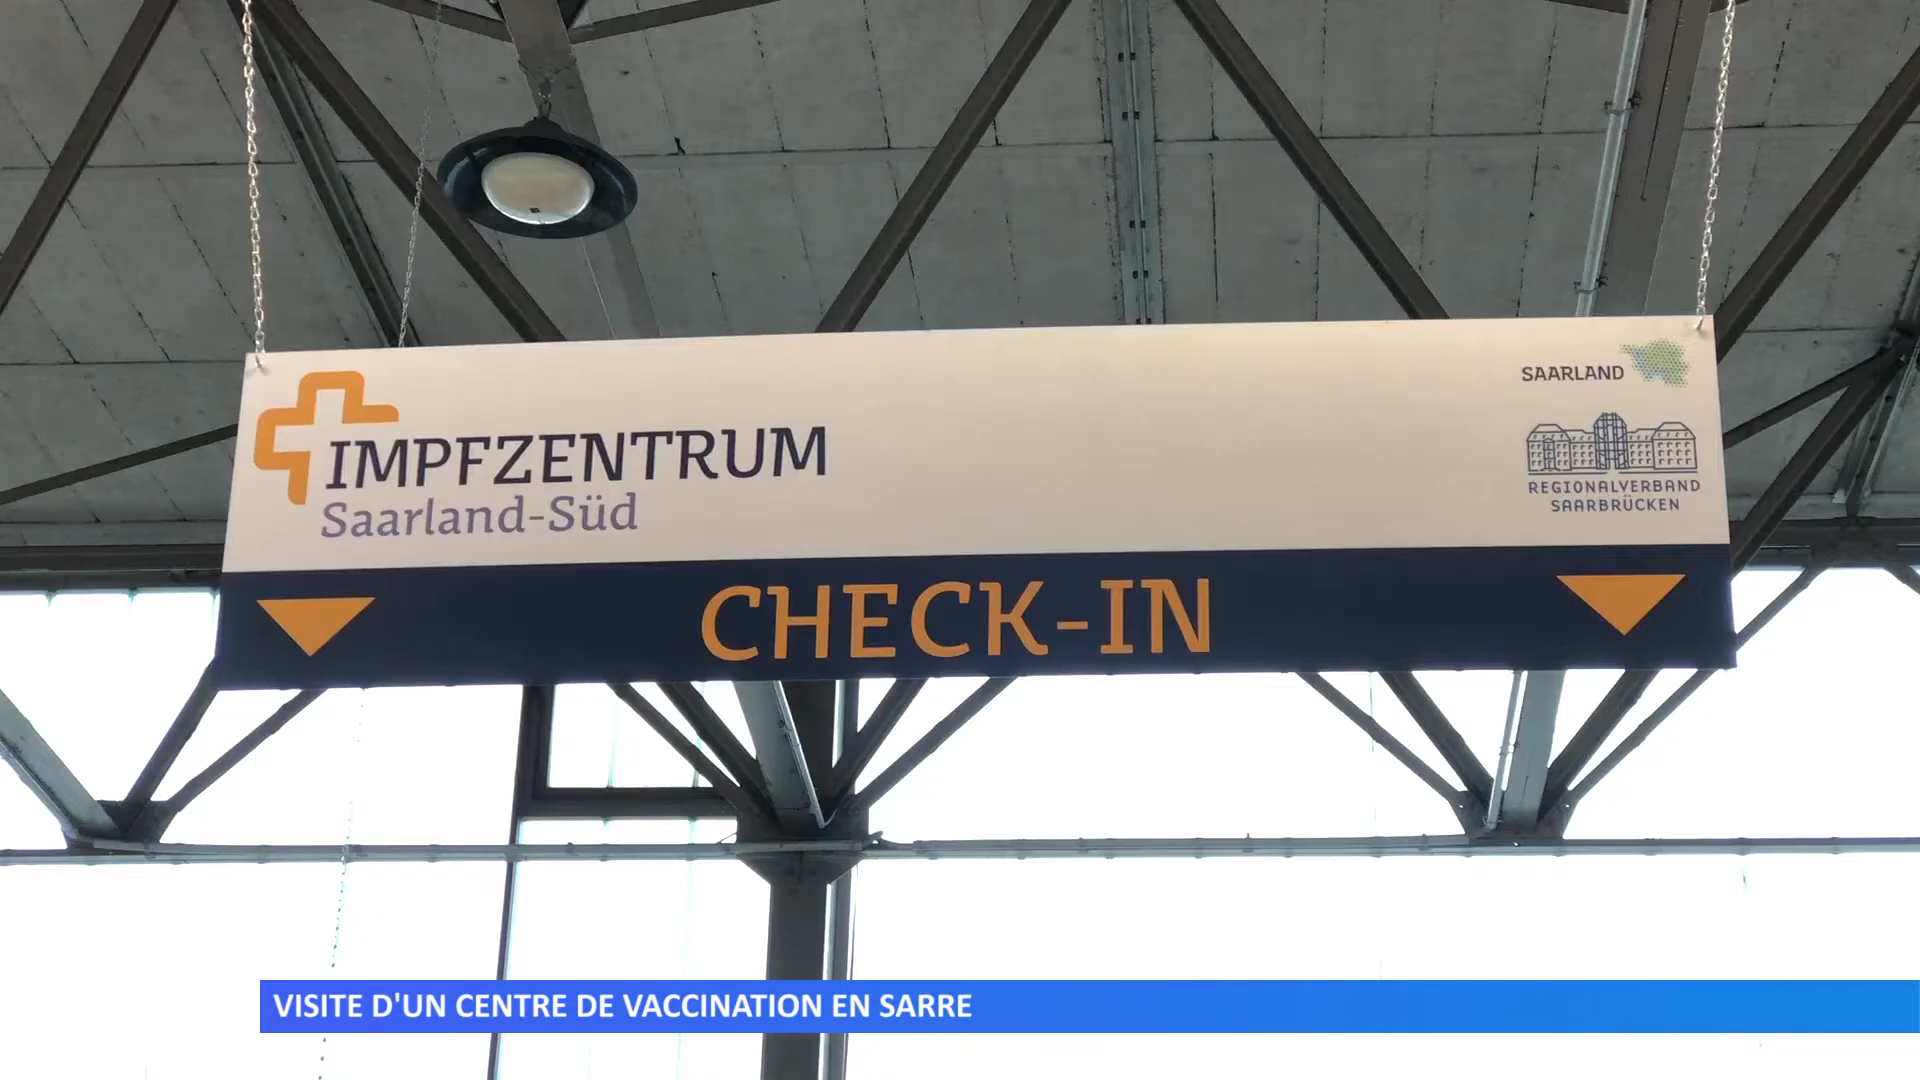 IMPFZENTRUM
Saarland-Süd
SAARLAND
REGIONALVERBAND
SAARBRÜCKEN
CHECK-IN
VISITE D'UN CENTRE DE VACCINATION EN SARRE